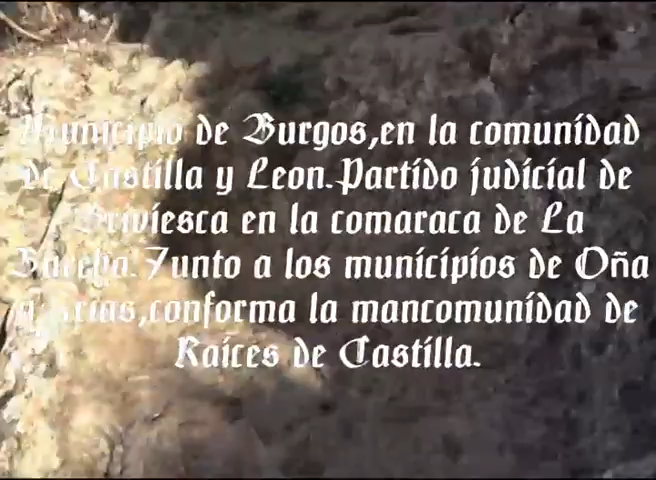 Municipio de Burgos,en la comunidad
de Castilla y Leon.Partido judicial de
Briviesca en la comaraca de La
Bureba.Junto a los municipios de Oña
y Frias,conforma la mancomunidad de
Raices de Castilla.